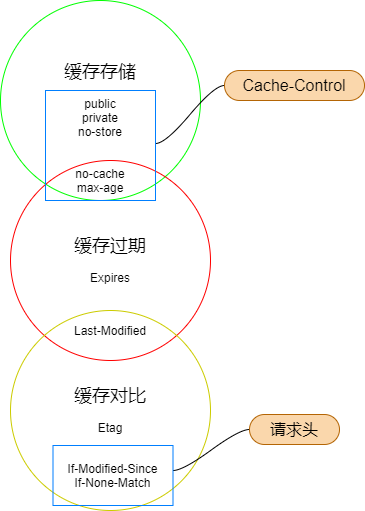 缓存存储
public
private
no-store
Cache-Control
no-cache
max-age
缓存过期
Expires
Last-Modified
缓存对比
Etag
请求头
If-Modified-Since
If-None-Match